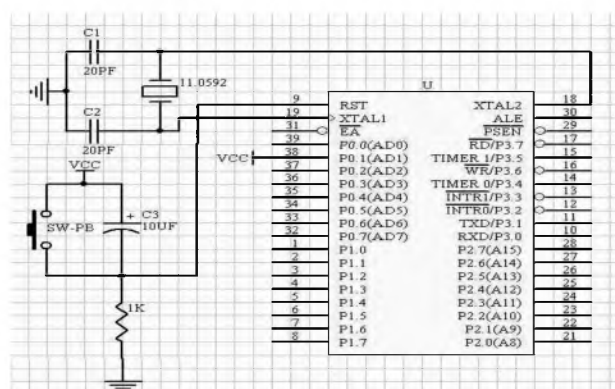 C1
20PF
11.0592
C2
20PF
VCC
SW-PB
+
C3
10UF
1K
VCC
U
9 RST XTAL2 18
19 XTAL1 ALE 30
31 EA PSEN 29
39 P0.0(AD0) RD/P3.7 17
38 P0.1(AD1) TIMER 1/P3.5 15
37 P0.2(AD2) WR/P3.6 16
36 P0.3(AD3) TIMER 0/P3.4 14
35 P0.4(AD4) INTR1/P3.3 13
34 P0.5(AD5) INTR0/P3.2 12
33 P0.6(AD6) TXD/P3.1 11
32 P0.7(AD7) RXD/P3.0 10
1 P1.0 P2.7(A15) 28
2 P1.1 P2.6(A14) 27
3 P1.2 P2.5(A13) 26
4 P1.3 P2.4(A12) 25
5 P1.4 P2.3(A11) 24
6 P1.5 P2.2(A10) 23
7 P1.6 P2.1(A9) 22
8 P1.7 P2.0(A8) 21